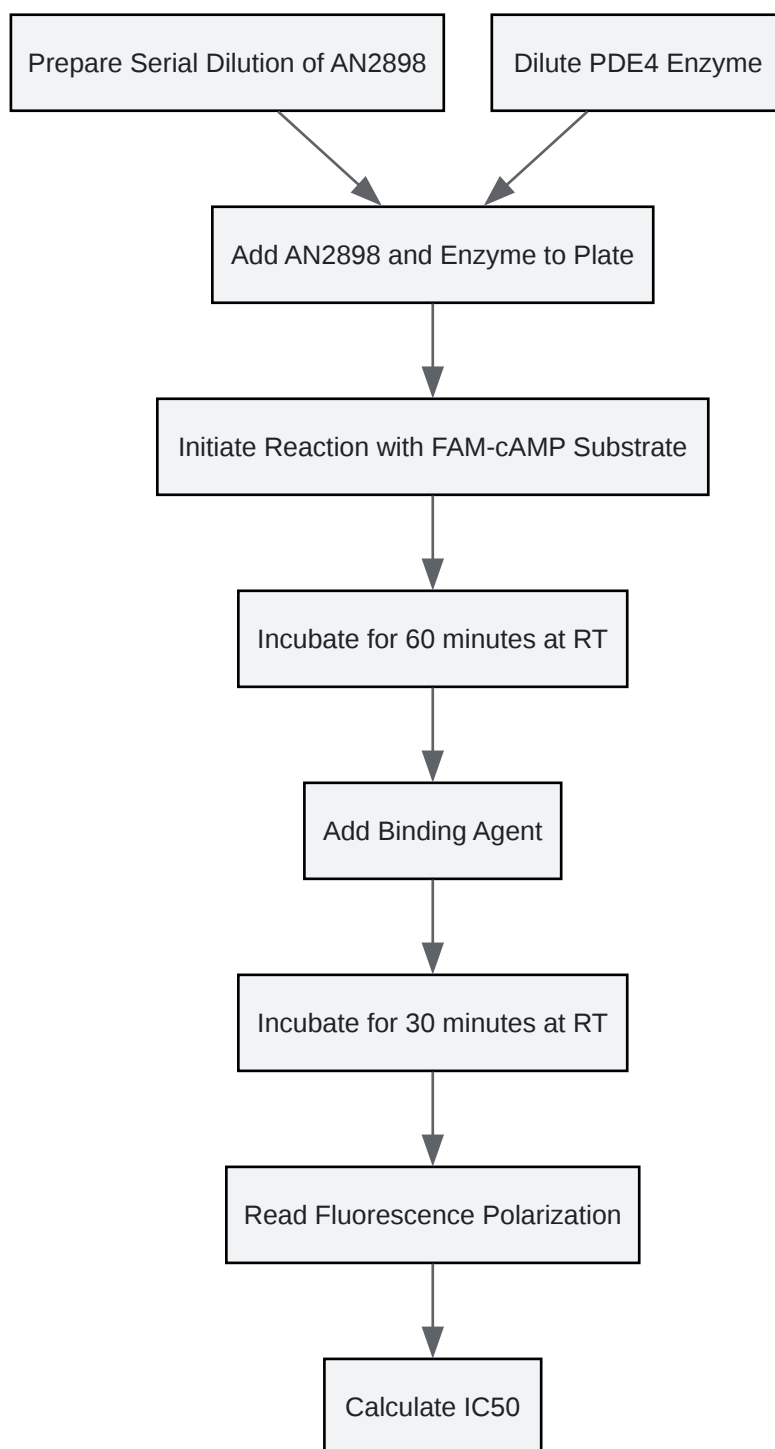 Prepare Serial Dilution of AN2898
Dilute PDE4 Enzyme
Add AN2898 and Enzyme to Plate
Initiate Reaction with FAM-cAMP Substrate
Incubate for 60 minutes at RT
Add Binding Agent
Incubate for 30 minutes at RT
Read Fluorescence Polarization
Calculate IC50